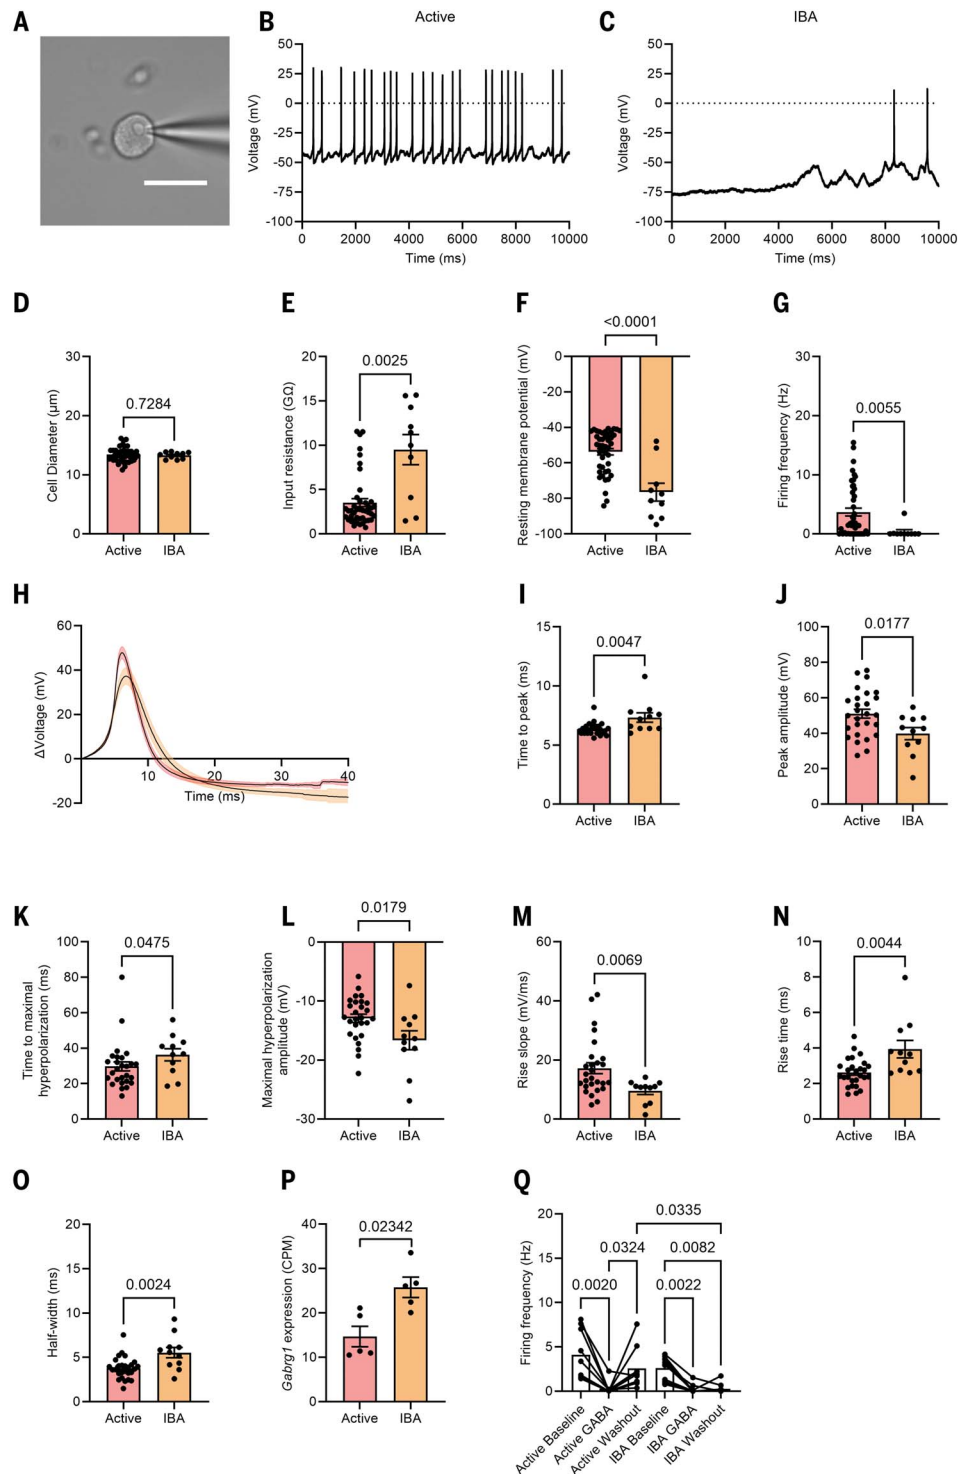 A
B
Active
50
25
0
-25
-50
-75
-100
Voltage (mV)
0
2000
4000
6000
8000
10000
Time (ms)
C
IBA
50
25
0
-25
-50
-75
-100
Voltage (mV)
0
2000
4000
6000
8000
10000
Time (ms)
D
30
20
10
0
Cell Diameter (µm)
0.7284
Active
IBA
E
20
15
10
5
0
Input resistance (GΩ)
0.0025
Active
IBA
F
<0.0001
0
-20
-40
-60
-80
-100
Resting membrane potential (mV)
Active
IBA
G
30
20
10
0
Firing frequency (Hz)
0.0055
Active
IBA
H
60
40
20
0
-20
ΔVoltage (mV)
10
20
30
40
Time (ms)
I
15
10
5
0
Time to peak (ms)
0.0047
Active
IBA
J
100
80
60
40
20
0
Peak amplitude (mV)
0.0177
Active
IBA
K
100
80
60
40
20
0
Time to maximal
hyperpolarization (ms)
0.0475
Active
IBA
L
0.0179
0
-10
-20
-30
Maximal hyperpolarization
amplitude (mV)
Active
IBA
M
60
40
20
0
Rise slope (mV/ms)
0.0069
Active
IBA
N
10
8
6
4
2
0
Rise time (ms)
0.0044
Active
IBA
O
20
15
10
5
0
Half-width (ms)
0.0024
Active
IBA
P
40
30
20
10
0
Gabrg1 expression (CPM)
0.02342
Active
IBA
Q
20
15
10
5
0
Firing frequency (Hz)
0.0335
0.0324
0.0082
0.0020
0.0022
Active Baseline
Active GABA
Active Washout
IBA Baseline
IBA GABA
IBA Washout